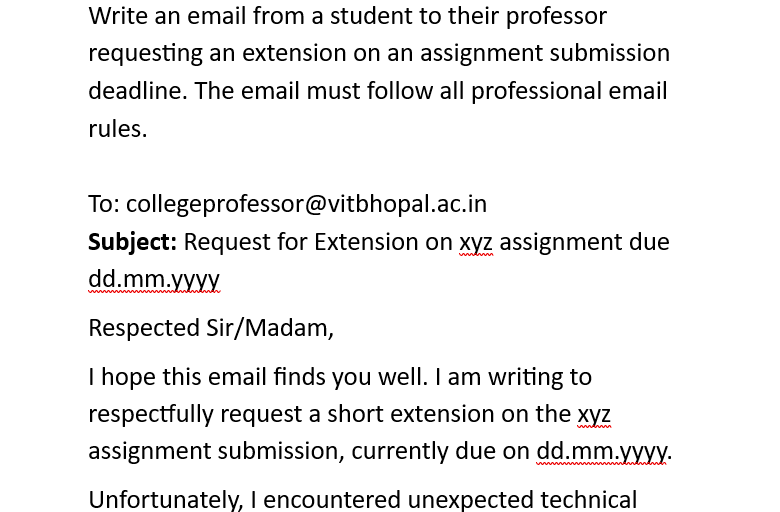 Write an email from a student to their professor
requesting an extension on an assignment submission
deadline. The email must follow all professional email
rules.
To: collegeprofessor@vitbhopal.ac.in
Subject: Request for Extension on xyz assignment due
dd.mm.yyyy
Respected Sir/Madam,
I hope this email finds you well. I am writing to
respectfully request a short extension on the xyz
assignment submission, currently due on dd.mm.yyyy.
Unfortunately, I encountered unexpected technical